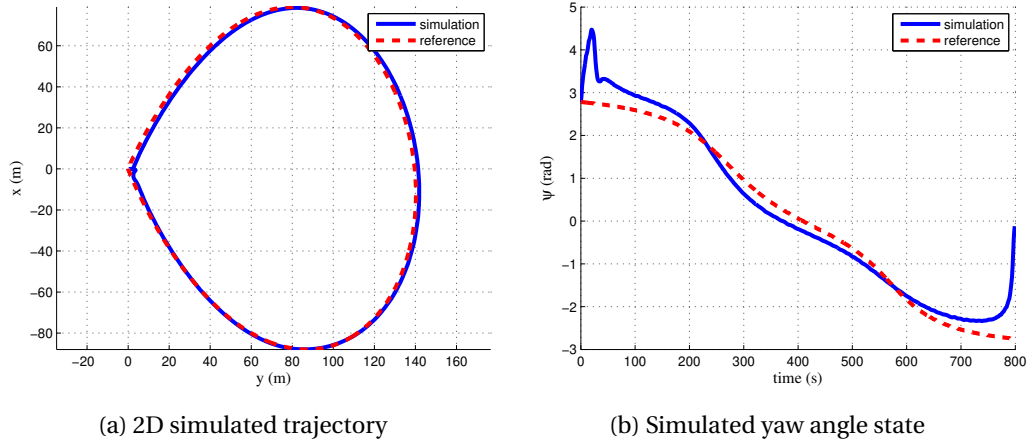 simulation
reference
60
40
20
0
−20
−40
−60
−80
x (m)
−20 0 20 40 60 80 100 120 140 160
y (m)
(a) 2D simulated trajectory
simulation
reference
5
4
3
2
1
0
−1
−2
−3
ψ (rad)
0 100 200 300 400 500 600 700 800
time (s)
(b) Simulated yaw angle state